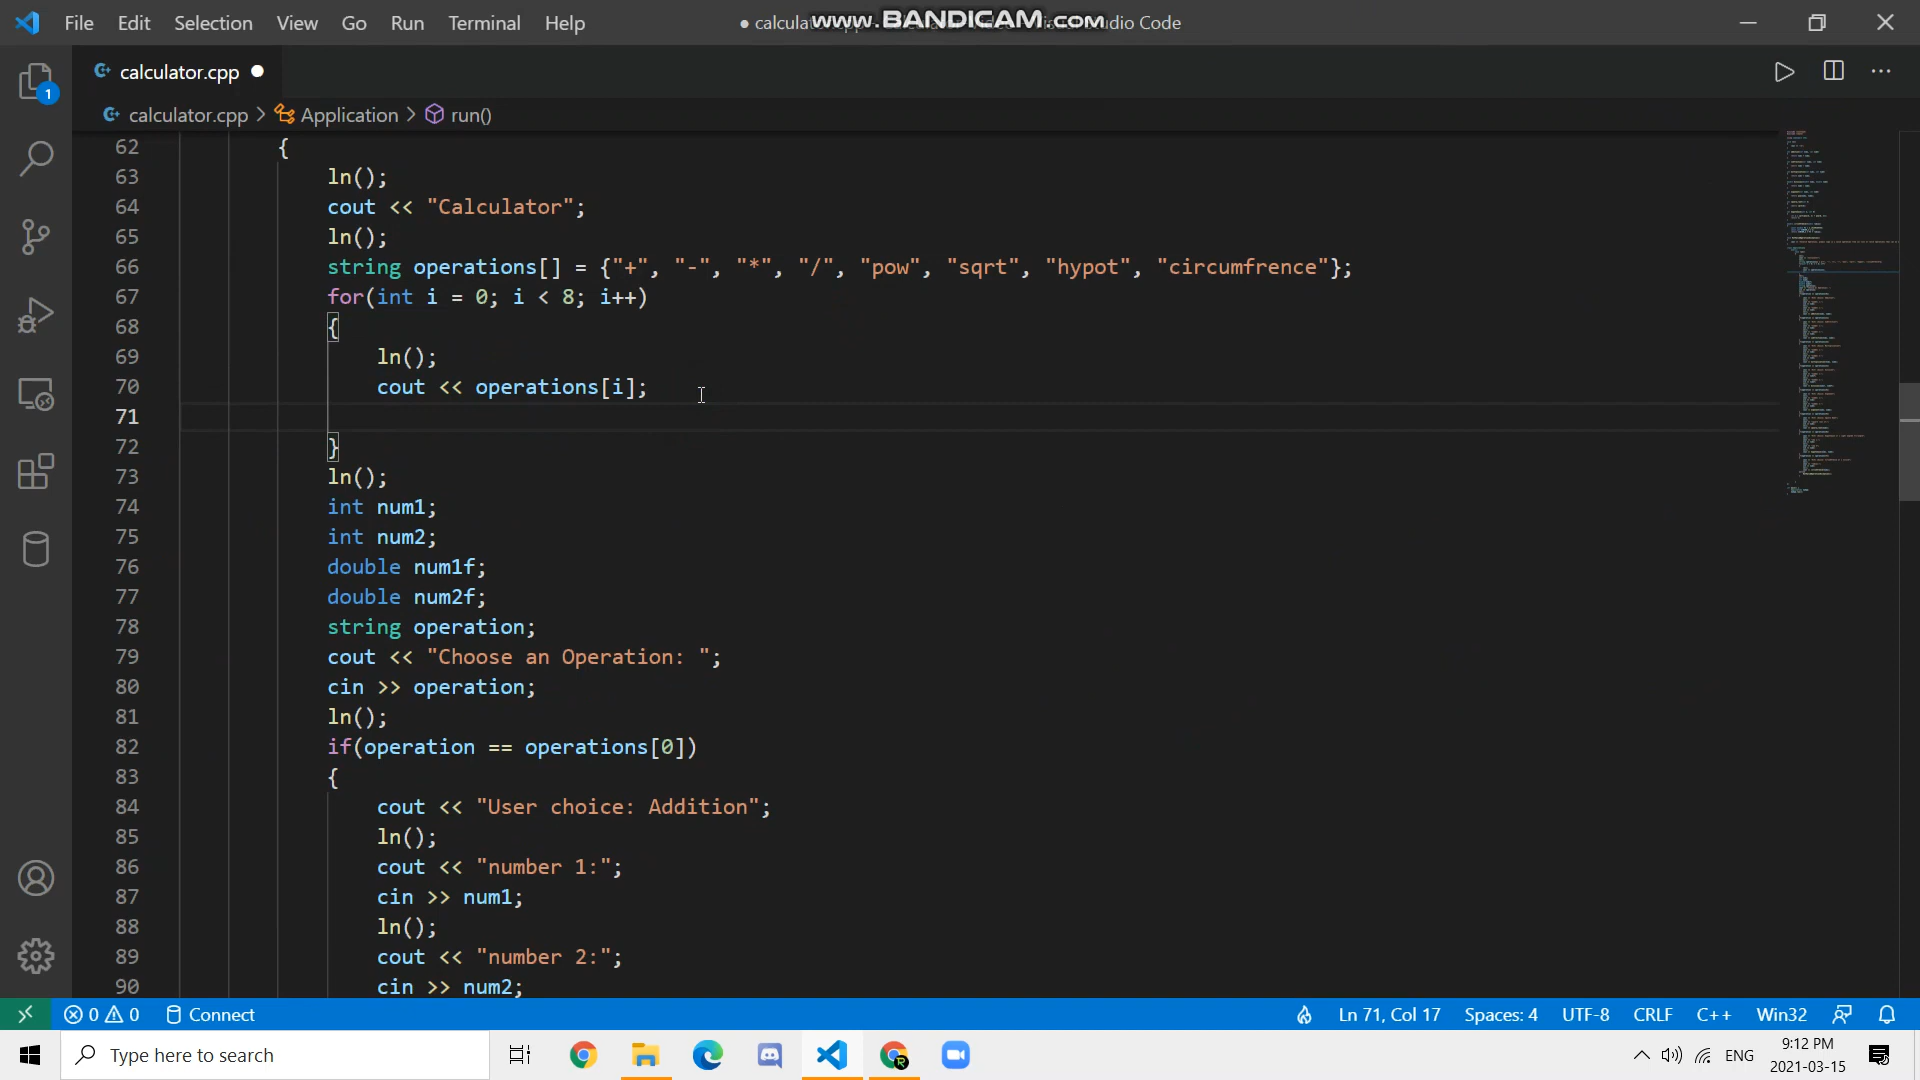 File Edit Selection View Go Run Terminal Help
www.BANDICAM.com
calculator.cpp
1
calculator.cpp > Application > run()
62 {
63 ln();
64 cout << "Calculator";
65 ln();
66 string operations[] = {"+", "-", "*", "/", "pow", "sqrt", "hypot", "circumfrence"};
67 for(int i = 0; i < 8; i++)
68 {
69 ln();
70 cout << operations[i];
71
72 }
73 ln();
74 int num1;
75 int num2;
76 double num1f;
77 double num2f;
78 string operation;
79 cout << "Choose an Operation: ";
80 cin >> operation;
81 ln();
82 if(operation == operations[0])
83 {
84 cout << "User choice: Addition";
85 ln();
86 cout << "number 1:";
87 cin >> num1;
88 ln();
89 cout << "number 2:";
90 cin >> num2;
0 0 Connect Ln 71, Col 17 Spaces: 4 UTF-8 CRLF C++ Win32
Type here to search
ENG
9:12 PM
2021-03-15